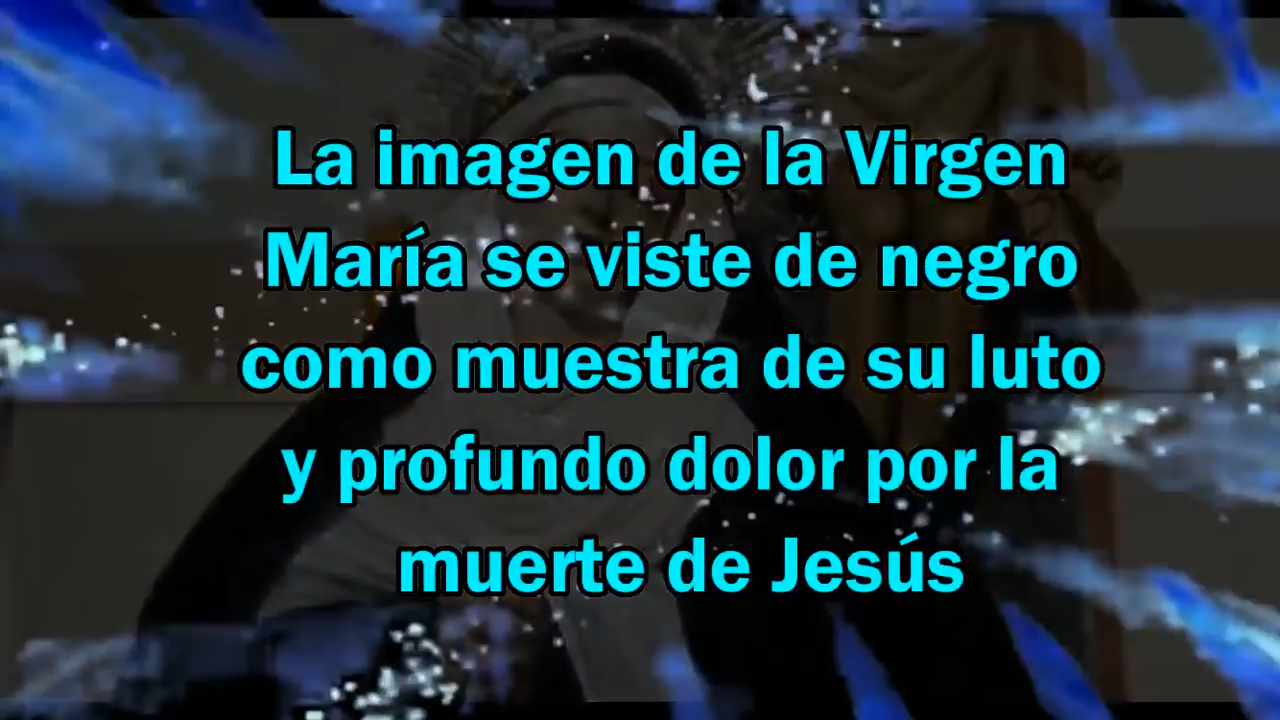 La imagen de la Virgen
María se viste de negro
como muestra de su luto
y profundo dolor por la
muerte de Jesús